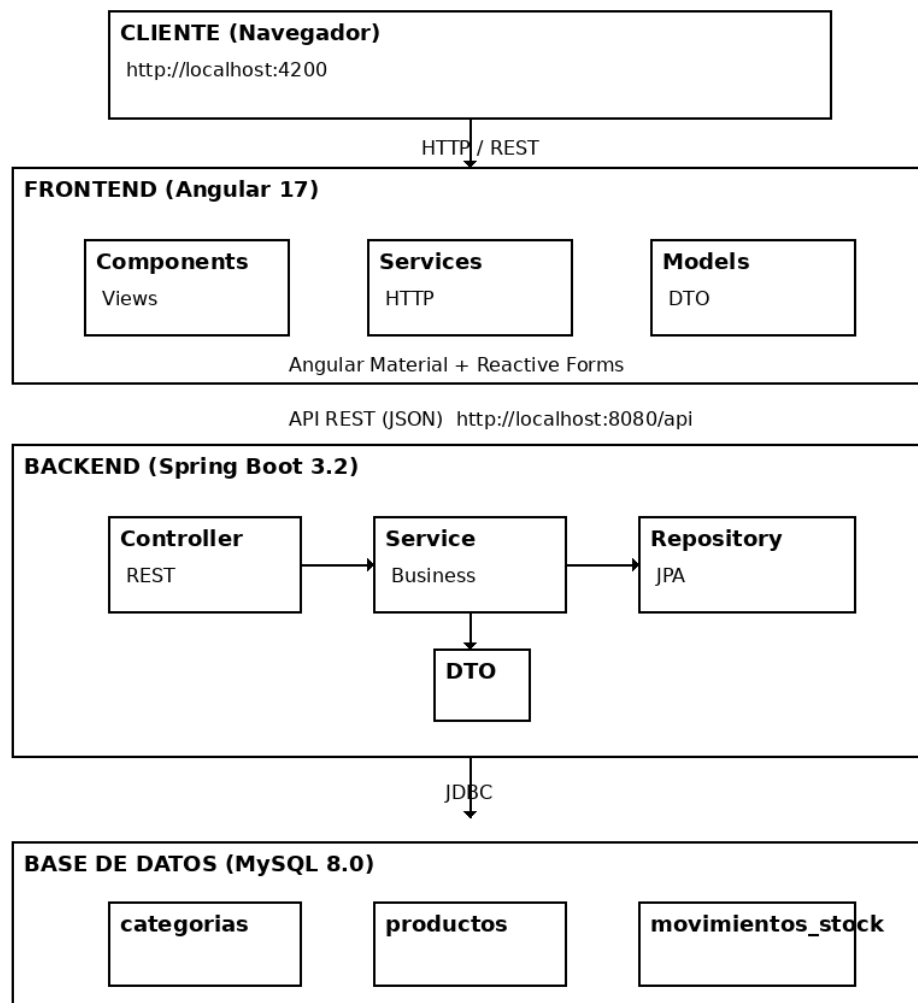 CLIENTE (Navegador)
http://localhost:4200
HTTP / REST
FRONTEND (Angular 17)
Components
Views
Services
HTTP
Models
DTO
Angular Material + Reactive Forms
API REST (JSON)  http://localhost:8080/api
BACKEND (Spring Boot 3.2)
Controller
REST
Service
Business
Repository
JPA
DTO
JDBC
BASE DE DATOS (MySQL 8.0)
categorias
productos
movimientos_stock